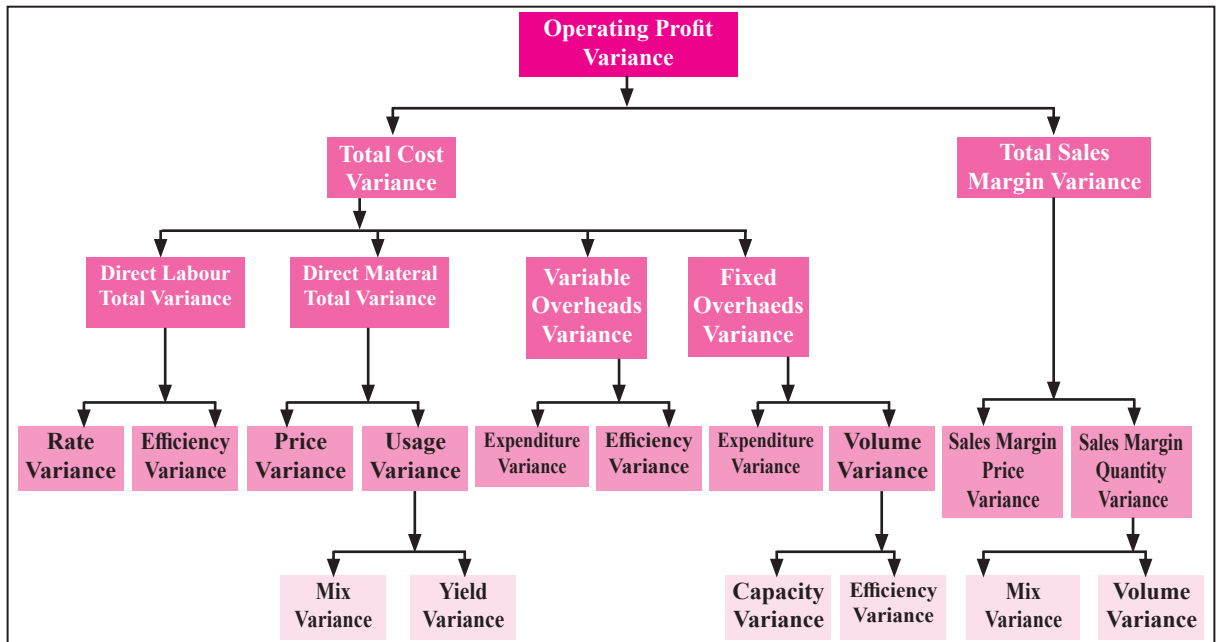 Operating Profit
Variance
Total Cost
Variance
Total Sales
Margin Variance
Direct Labour
Total Variance
Direct Materal
Total Variance
Variable
Overheads
Variance
Fixed
Overhaeds
Variance
Rate
Variance
Efficiency
Variance
Price
Variance
Usage
Variance
Expenditure
Variance
Efficiency
Variance
Expenditure
Variance
Volume
Variance
Sales Margin
Price
Variance
Sales Margin
Quantity
Variance
Mix
Variance
Yield
Variance
Capacity
Variance
Efficiency
Variance
Mix
Variance
Volume
Variance